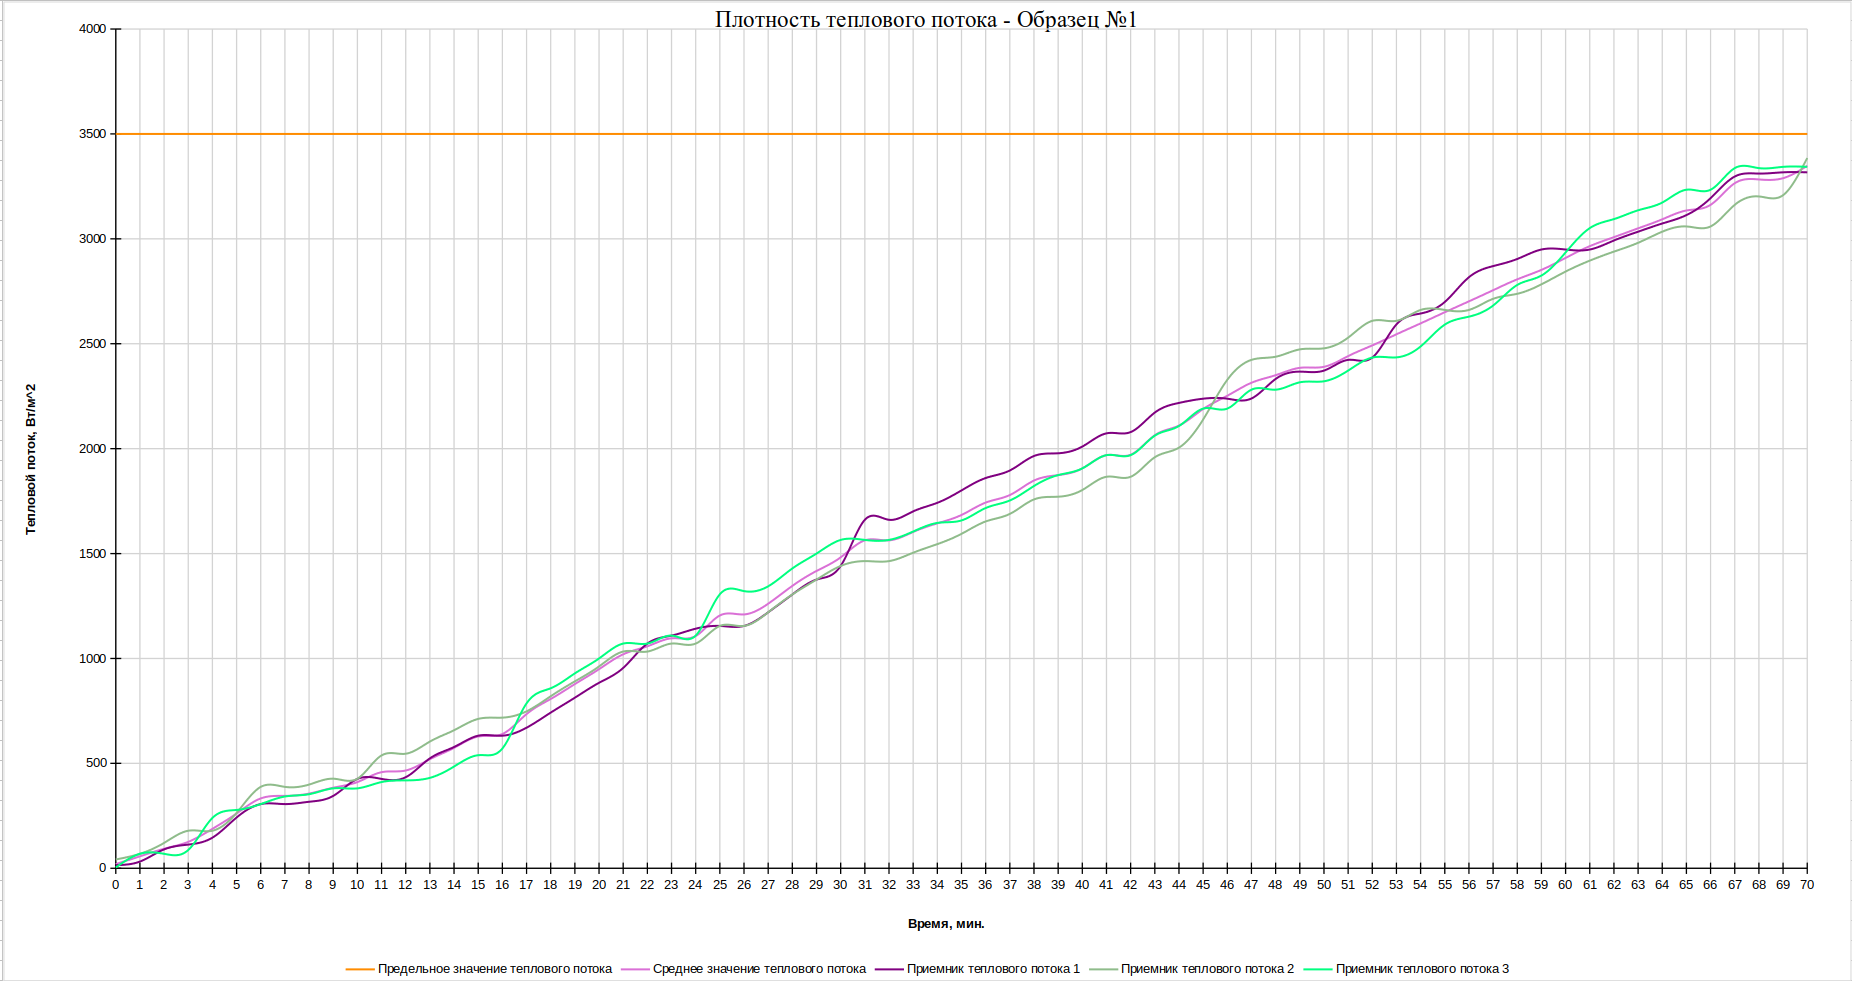 Плотность теплового потока - Образец №1
4000
3500
3000
2500
2000
1500
1000
500
0
Тепловой поток, Вт/м^2
0 1 2 3 4 5 6 7 8 9 10 11 12 13 14 15 16 17 18 19 20 21 22 23 24 25 26 27 28 29 30 31 32 33 34 35 36 37 38 39 40 41 42 43 44 45 46 47 48 49 50 51 52 53 54 55 56 57 58 59 60 61 62 63 64 65 66 67 68 69 70
Время, мин.
Предельное значение теплового потока Среднее значение теплового потока Приемник теплового потока 1 Приемник теплового потока 2 Приемник теплового потока 3